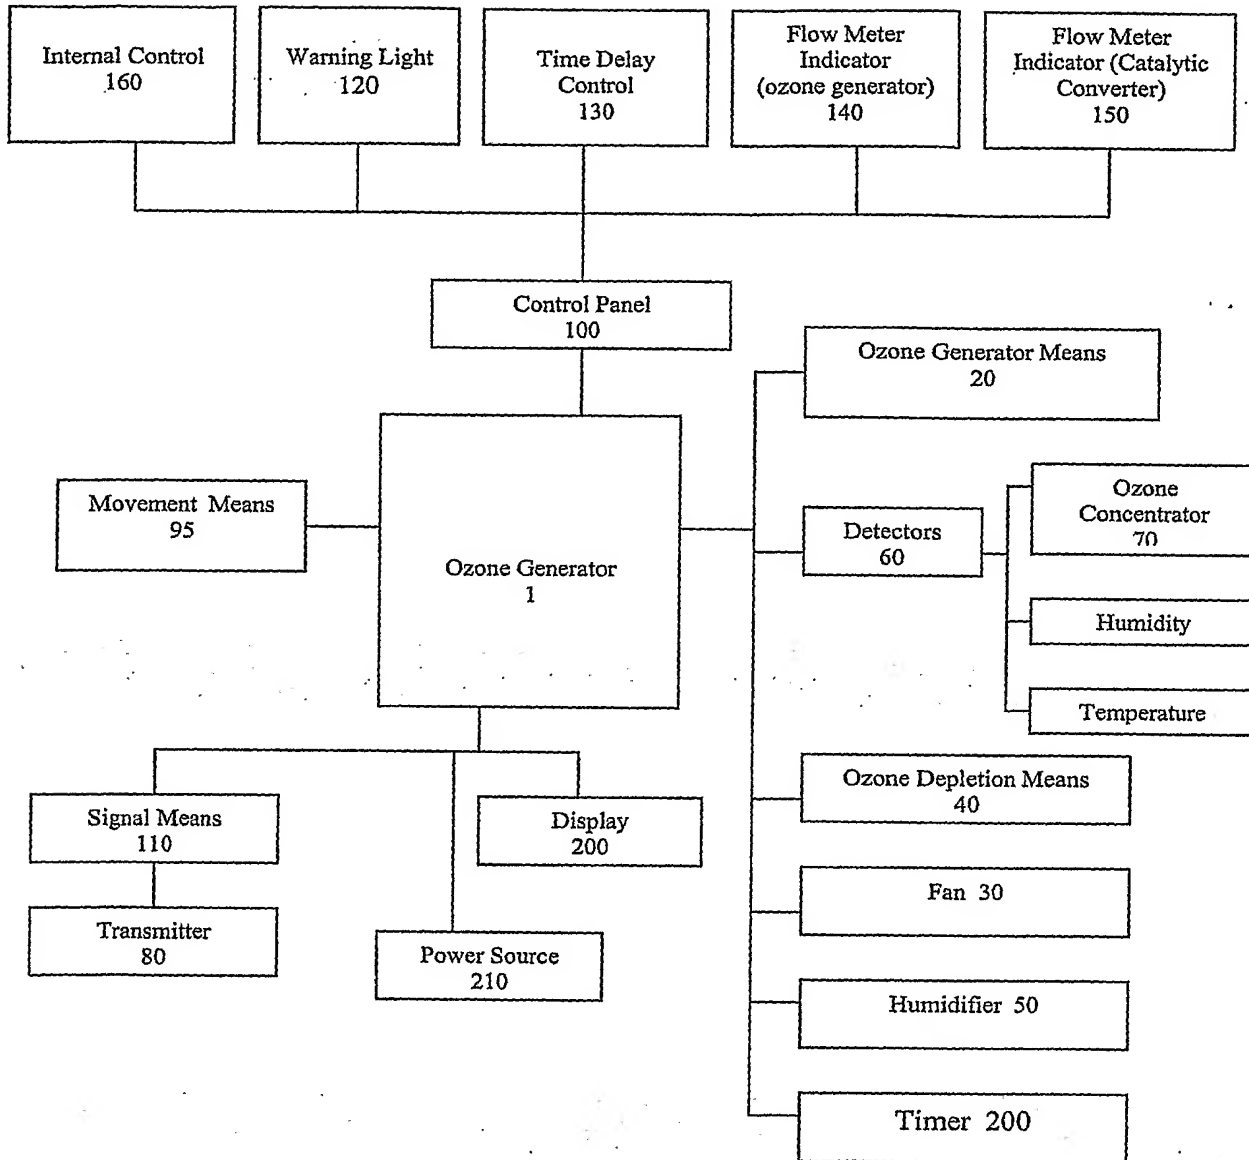 Internal Control
160
Warning Light
120
Time Delay
Control
130
Flow Meter
Indicator
(ozone generator)
140
Flow Meter
Indicator (Catalytic
Converter)
150
Control Panel
100
Ozone Generator Means
20
Movement Means
95
Ozone Generator
1
Detectors
60
Ozone
Concentrator
70
Humidity
Temperature
Ozone Depletion Means
40
Signal Means
110
Display
200
Fan 30
Transmitter
80
Power Source
210
Humidifier 50
Timer 200